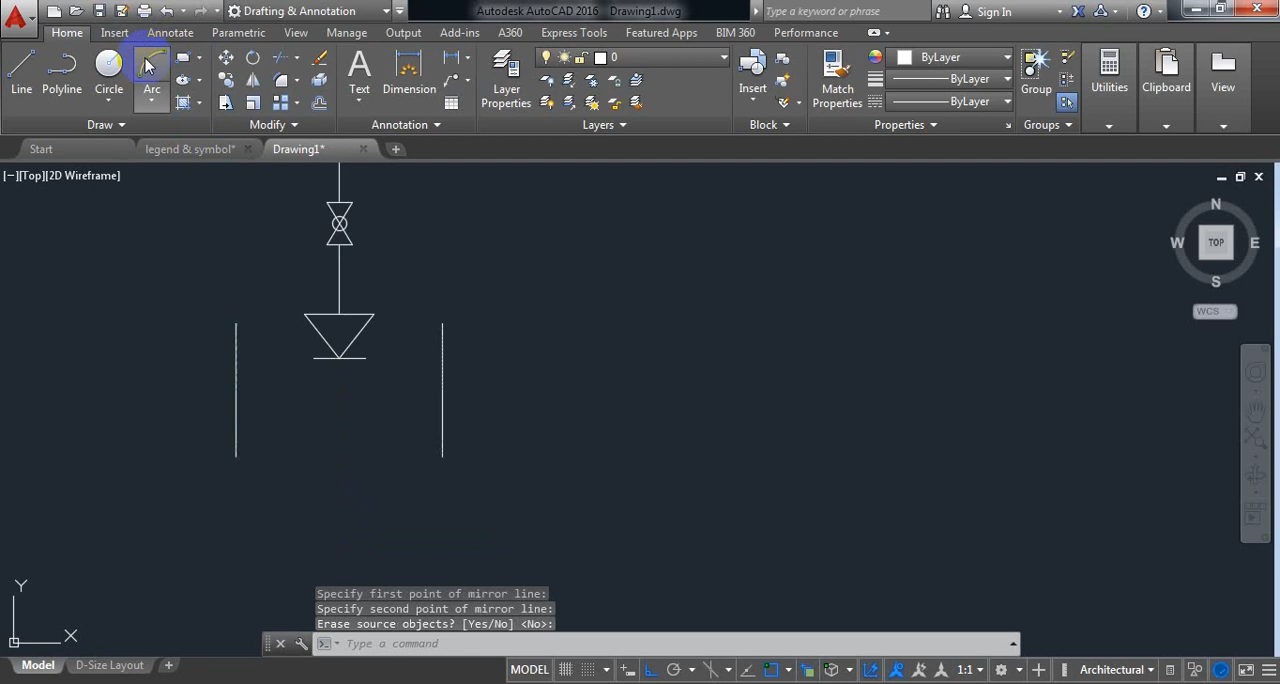 Drafting & Annotation
Autodesk AutoCAD 2016 Drawing1.dwg
Type a keyword or phrase
Sign In
Home Insert Annotate Parametric View Manage Output Add-ins A360 Express Tools Featured Apps BIM 360 Performance
Line Polyline Circle Arc
Draw
Modify
Text Dimension
Annotation
Layer
Properties
0
Layers
Insert
Block
Match
Properties
ByLayer
ByLayer
ByLayer
Properties
Group
Groups
Utilities
Clipboard
View
Start legend & symbol* Drawing1*
[−][Top][2D Wireframe]
N
W TOP E
S
WCS
Y
X
Specify first point of mirror line:
Specify second point of mirror line:
Erase source objects? [Yes/No] <No>:
Type a command
Model D-Size Layout
MODEL
1:1
Architectural